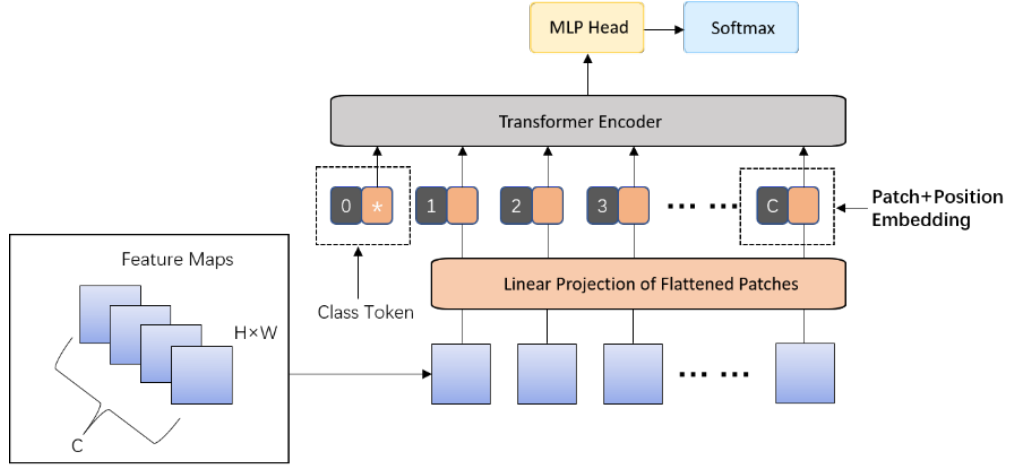 MLP Head
Softmax
Transformer Encoder
0 * 1 2 3 ... ... C
Patch+Position
Embedding
Feature Maps
Linear Projection of Flattened Patches
Class Token
H×W
... ...
C